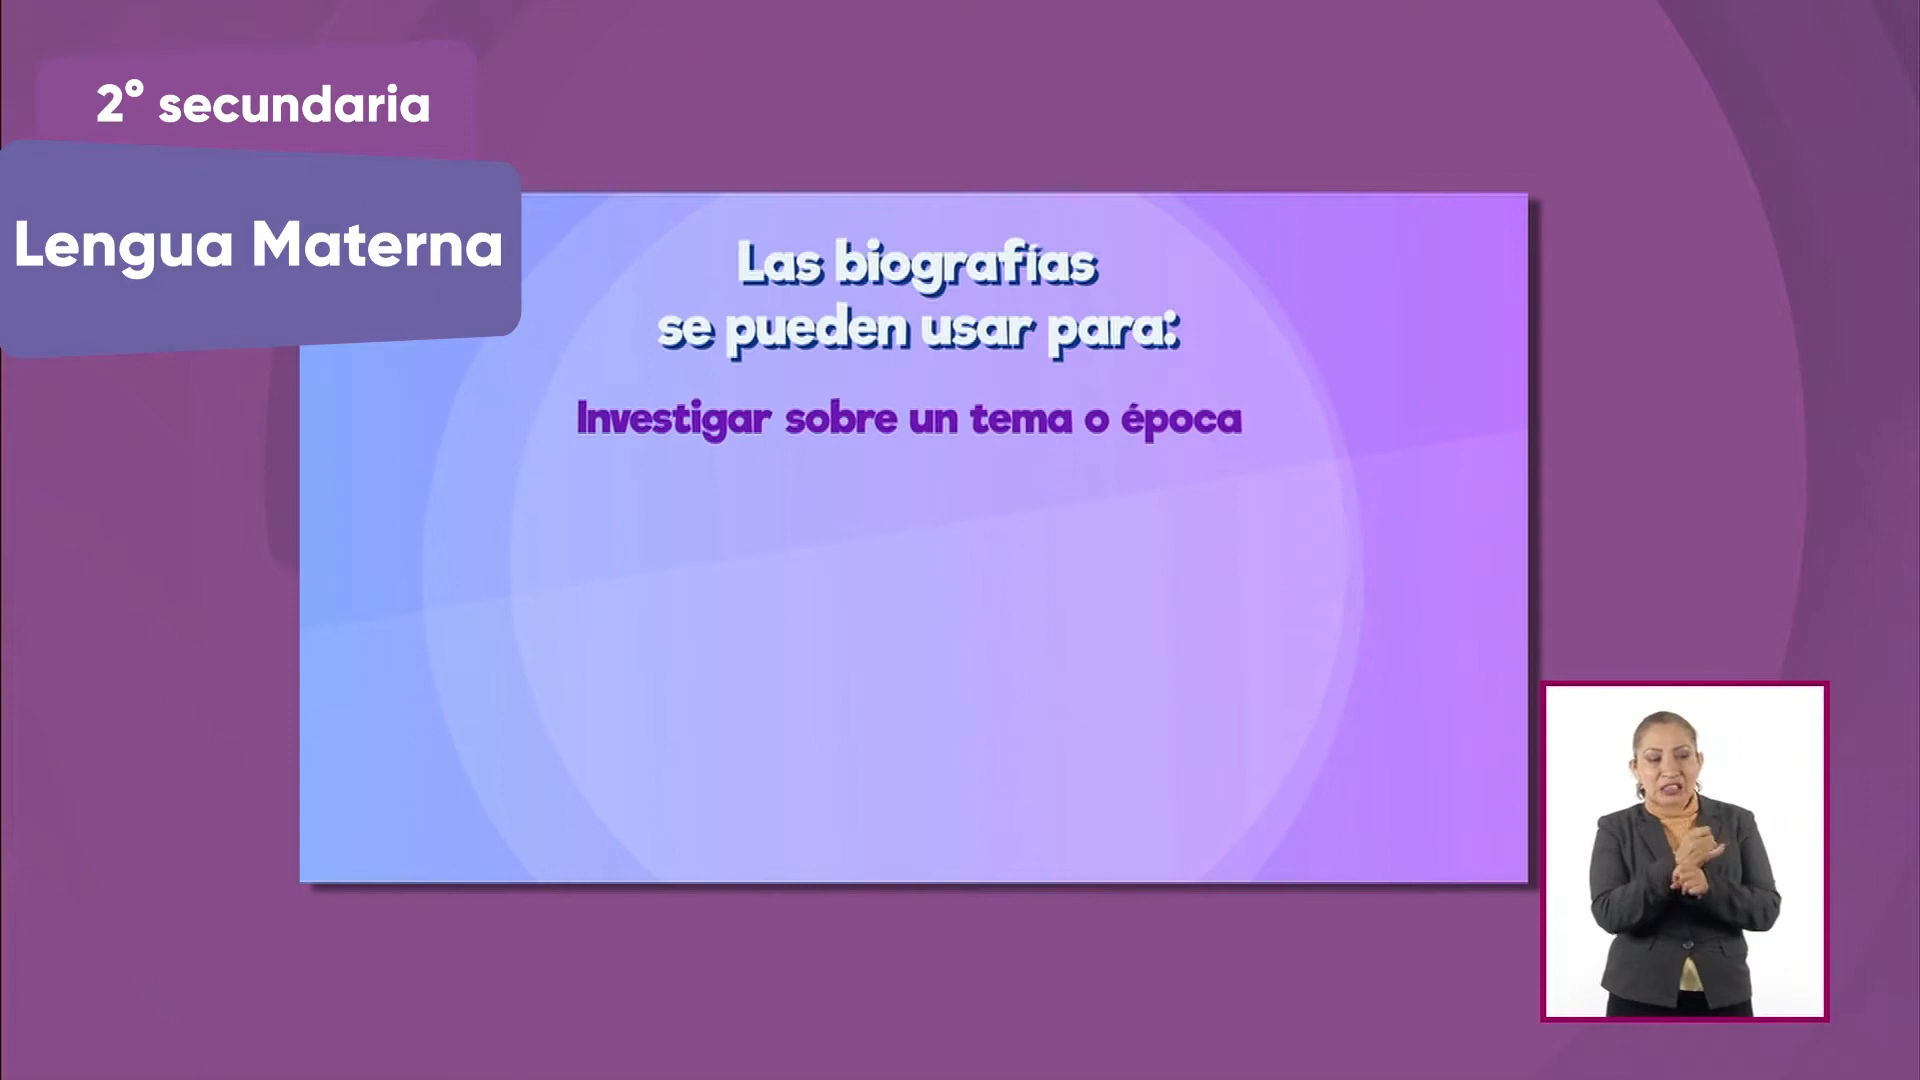 2° secundaria
Lengua Materna
Las biografías
se pueden usar para:
Investigar sobre un tema o época